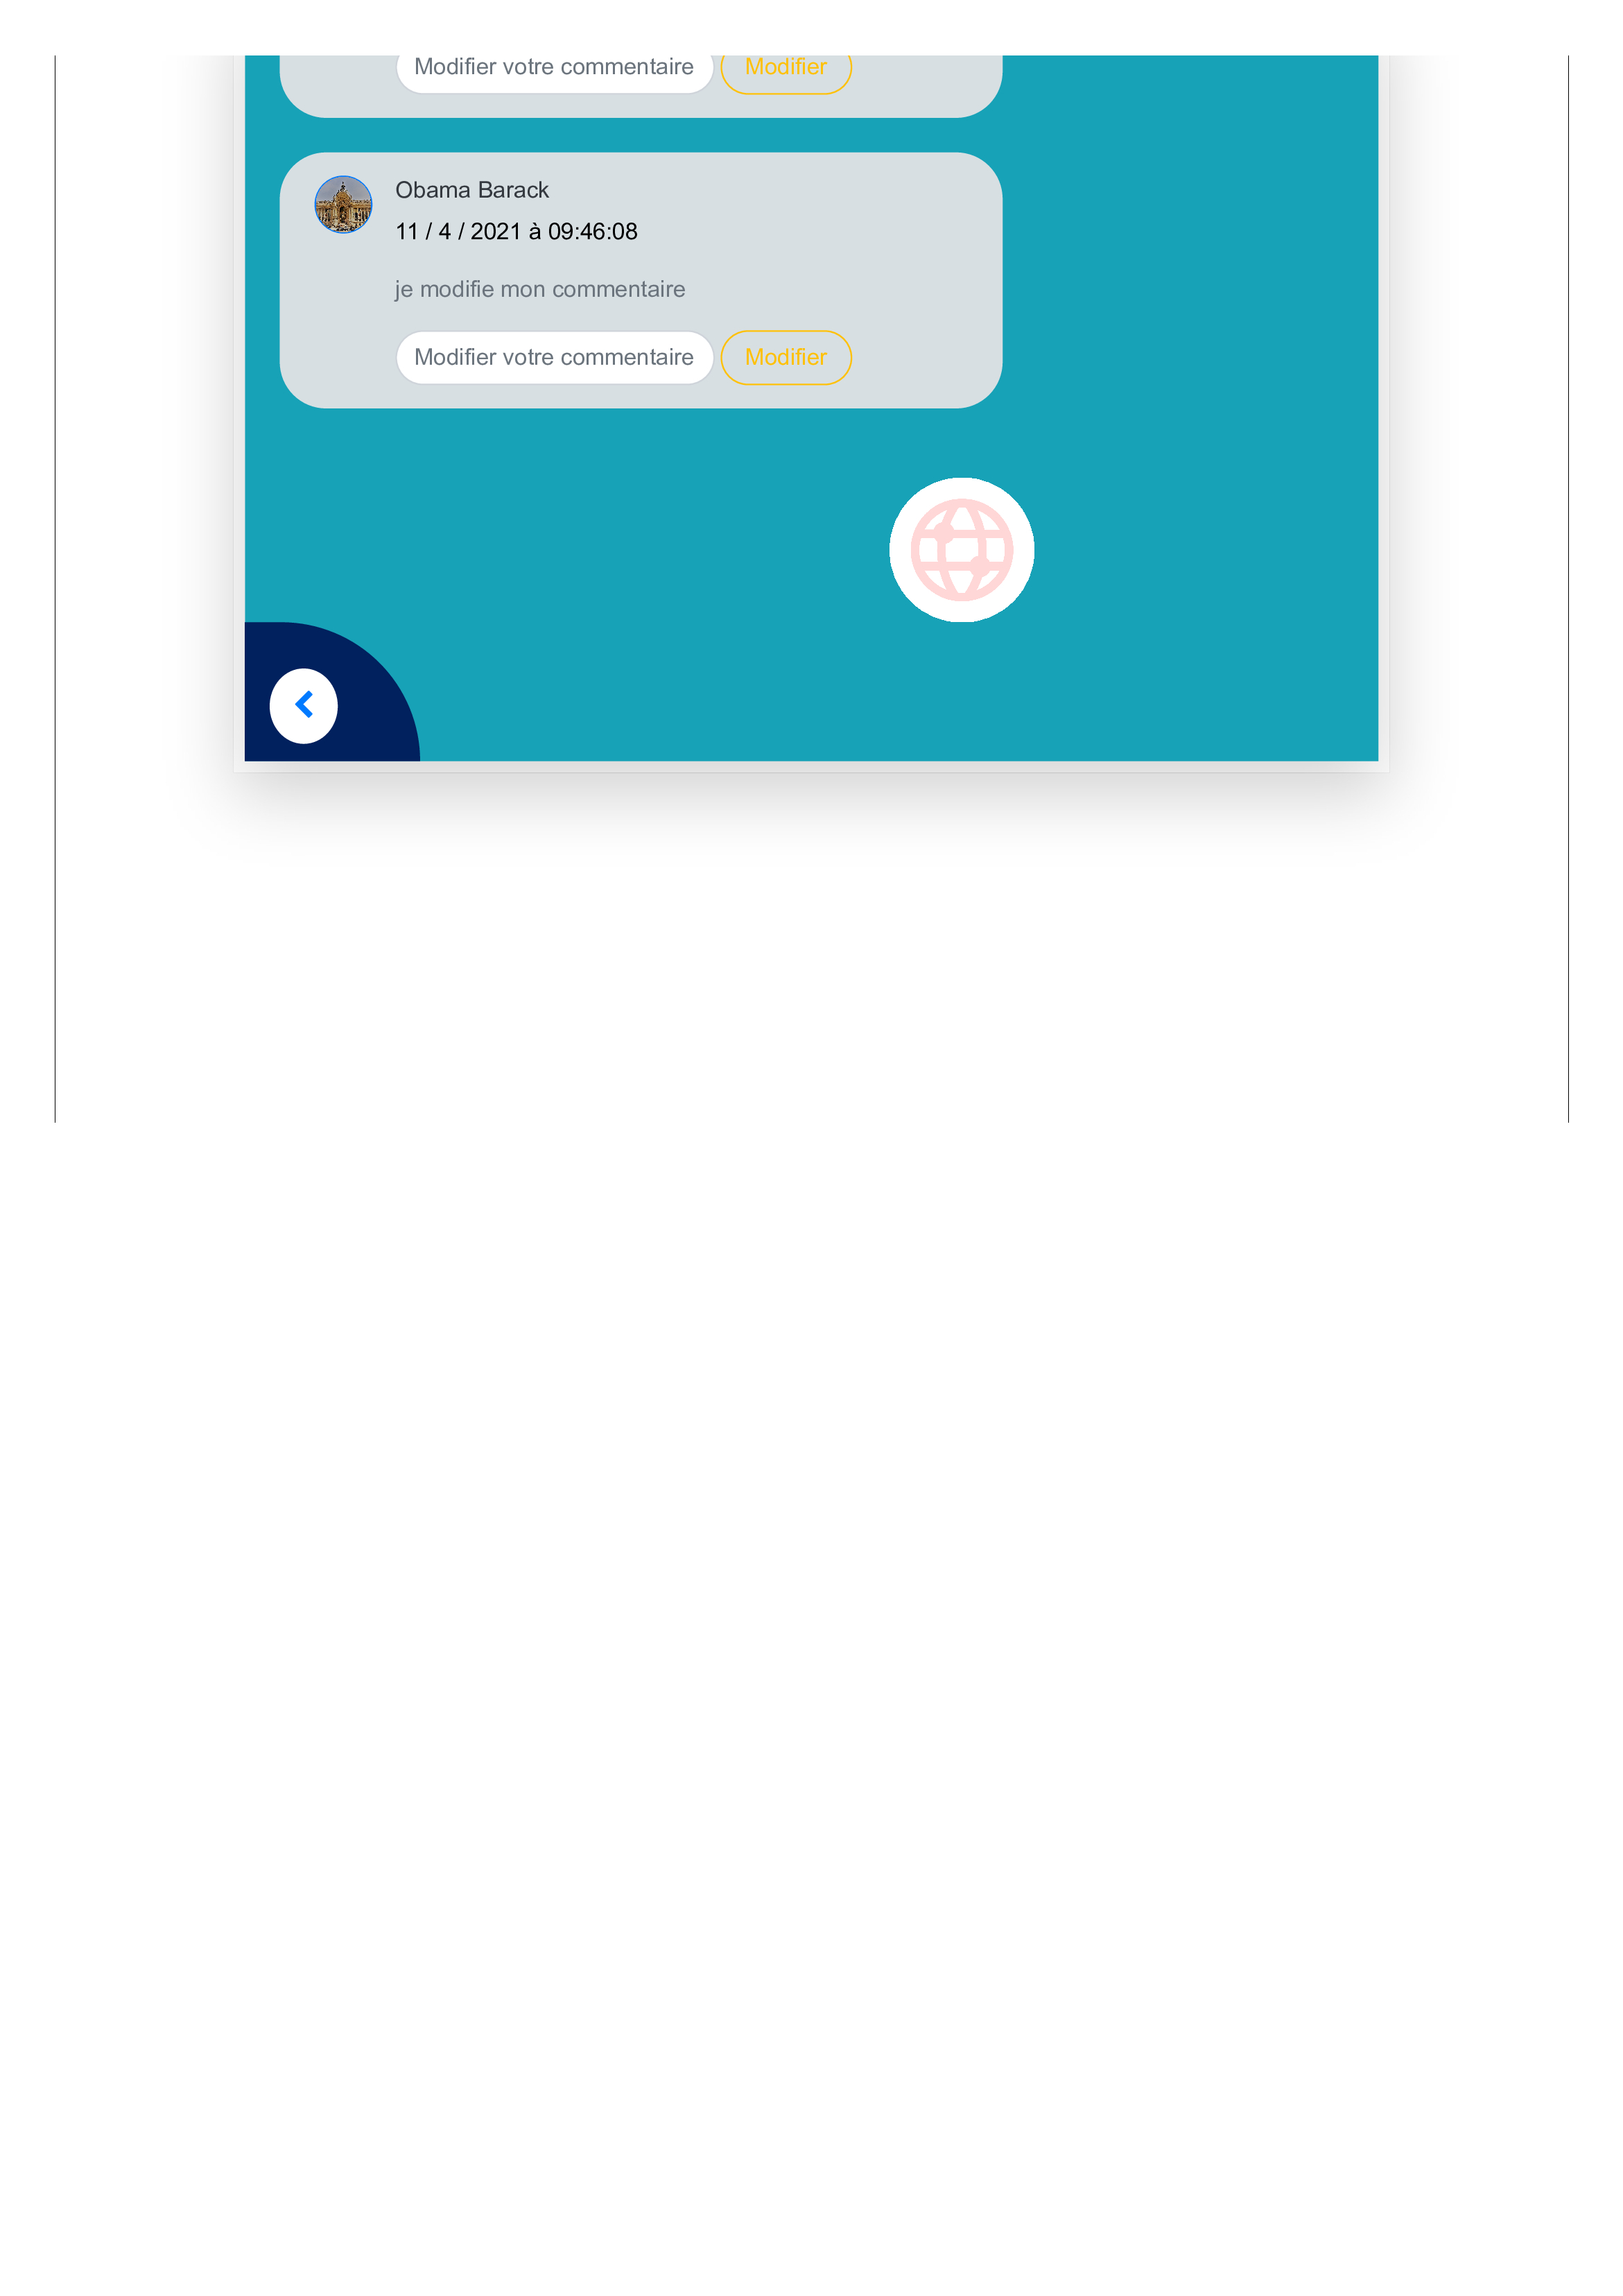 Modifier votre commentaire Modifier
Obama Barack
11 / 4 / 2021 à 09:46:08
je modifie mon commentaire
Modifier votre commentaire Modifier